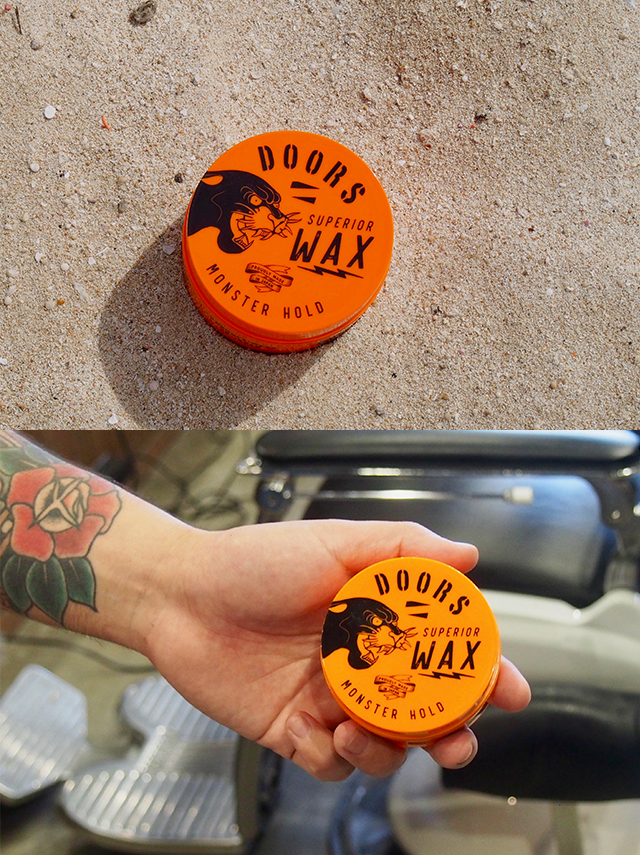 DOORS
SUPERIOR
WAX
MONSTER HOLD
DOORS
SUPERIOR
WAX
MONSTER HOLD